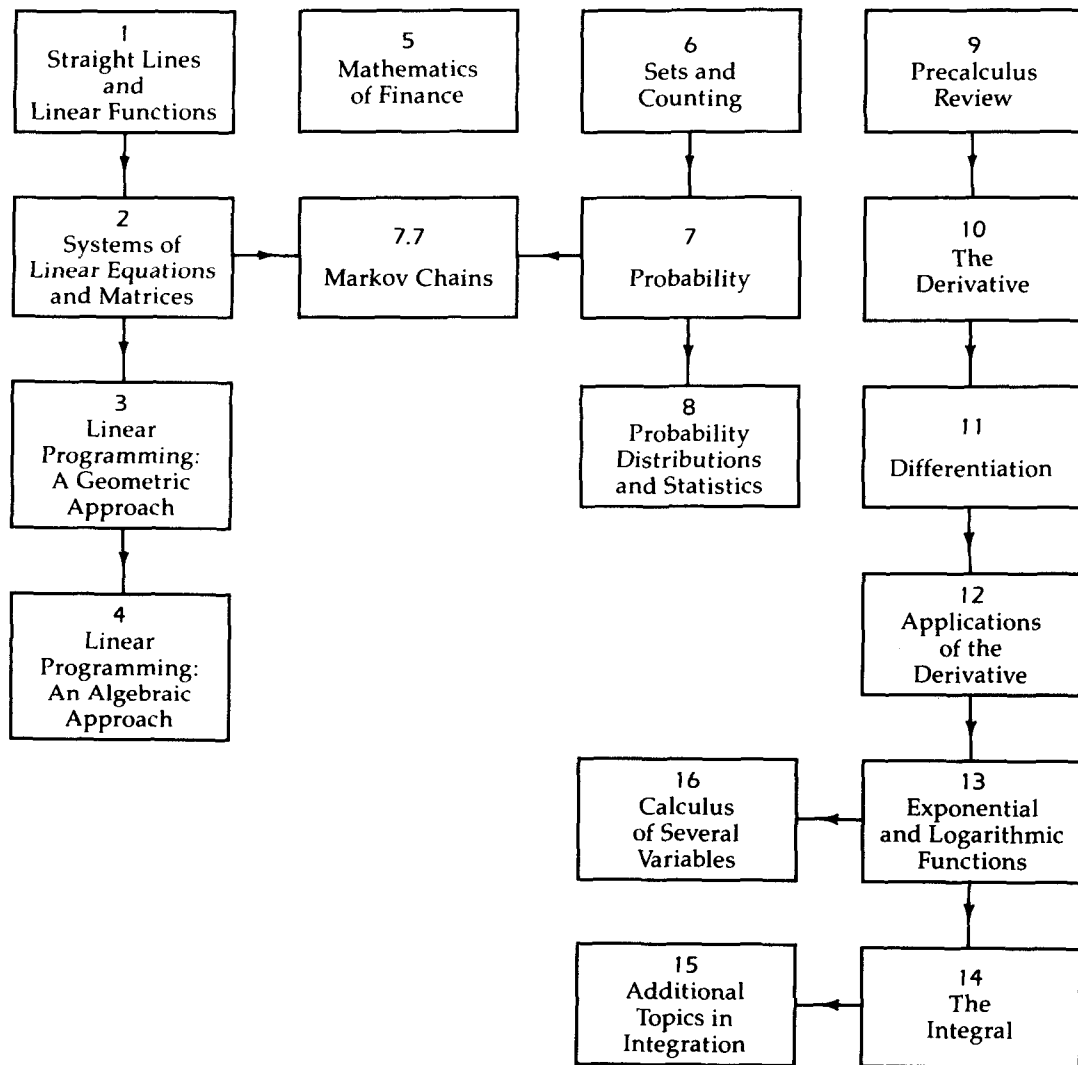 1
Straight Lines
and
Linear Functions
5
Mathematics
of Finance
6
Sets and
Counting
9
Precalculus
Review
2
Systems of
Linear Equations
and Matrices
7.7
Markov Chains
7
Probability
10
The
Derivative
3
Linear
Programming:
A Geometric
Approach
8
Probability
Distributions
and Statistics
11
Differentiation
4
Linear
Programming:
An Algebraic
Approach
12
Applications
of the
Derivative
16
Calculus
of Several
Variables
13
Exponential
and Logarithmic
Functions
15
Additional
Topics in
Integration
14
The
Integral